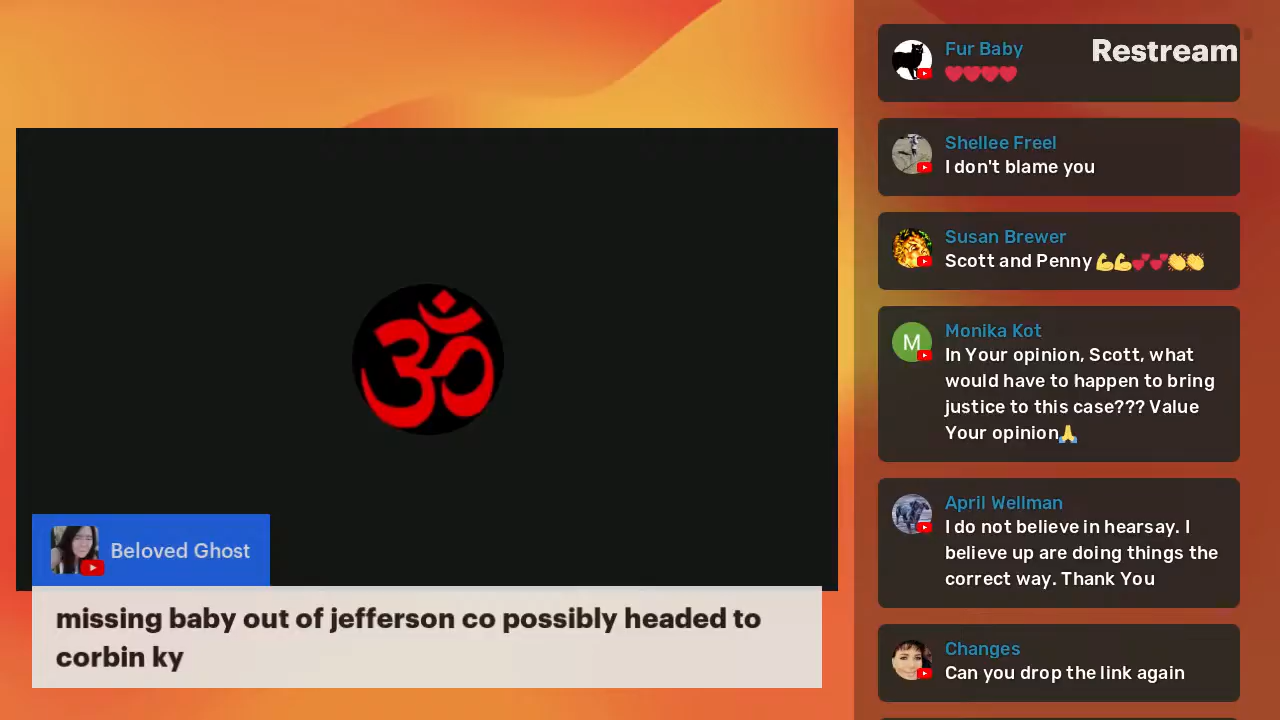 Restream
Fur Baby
❤❤❤❤
Shellee Freel
I don't blame you
Susan Brewer
Scott and Penny💪💪💕💕👏👏
M
Monika Kot
In Your opinion, Scott, what
would have to happen to bring
justice to this case??? Value
Your opinion🙏
April Wellman
I do not believe in hearsay. I
believe up are doing things the
correct way. Thank You
Changes
Can you drop the link again
ॐ
Beloved Ghost
missing baby out of jefferson co possibly headed to
corbin ky